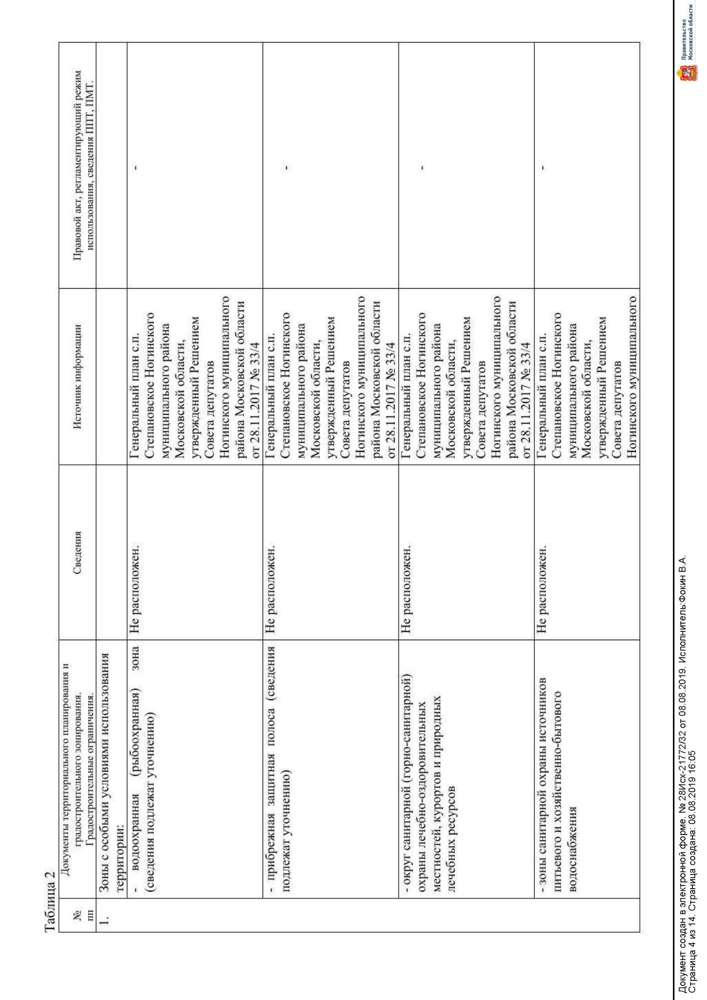 Таблица 2
№
пп
Документы территориального планирования и
градостроительного зонирования.
Градостроительные ограничения.
Сведения
Источник информации
Правовой акт, регламентирующий режим
использования, сведения ППТ, ПМТ.
1.
Зоны с особыми условиями использования
территории:
- водоохранная (рыбоохранная) зона
(сведения подлежат уточнению)
Не расположен.
Генеральный план с.п.
Степановское Ногинского
муниципального района
Московской области,
утвержденный Решением
Совета депутатов
Ногинского муниципального
района Московской области
от 28.11.2017 № 33/4
-
- прибрежная защитная полоса (сведения
подлежат уточнению)
Не расположен.
Генеральный план с.п.
Степановское Ногинского
муниципального района
Московской области,
утвержденный Решением
Совета депутатов
Ногинского муниципального
района Московской области
от 28.11.2017 № 33/4
-
- округ санитарной (горно-санитарной)
охраны лечебно-оздоровительных
местностей, курортов и природных
лечебных ресурсов
Не расположен.
Генеральный план с.п.
Степановское Ногинского
муниципального района
Московской области,
утвержденный Решением
Совета депутатов
Ногинского муниципального
района Московской области
от 28.11.2017 № 33/4
-
- зоны санитарной охраны источников
питьевого и хозяйственно-бытового
водоснабжения
Не расположен.
Генеральный план с.п.
Степановское Ногинского
муниципального района
Московской области,
утвержденный Решением
Совета депутатов
Ногинского муниципального
-
Документ создан в электронной форме. № 28Исх-21772/32 от 08.08.2019. Исполнитель:Фокин В.А.
Страница 4 из 14. Страница создана: 08.08.2019 16:05
Правительство
Московской области